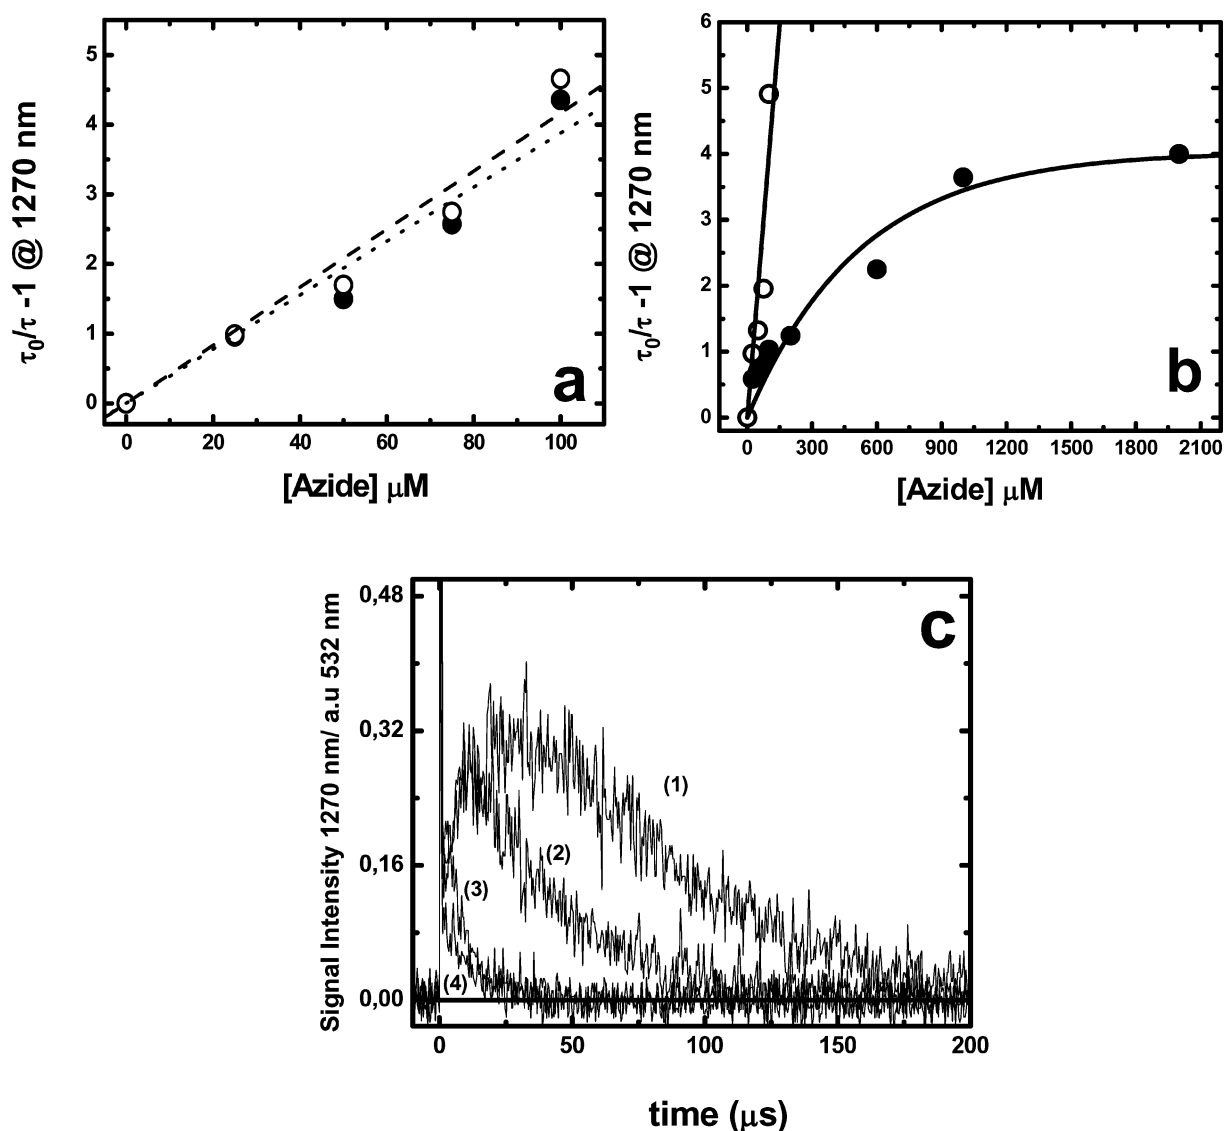 τ0/τ -1 @ 1270 nm
5
4
3
2
1
0
0 20 40 60 80 100
[Azide] μM
a
τ0/τ -1 @ 1270 nm
6
5
4
3
2
1
0
0 300 600 900 1200 1500 1800 2100
[Azide] μM
b
Signal Intensity 1270 nm/ a.u 532 nm
0,48
0,32
0,16
0,00
c
(1)
(2)
(3)
(4)
0 50 100 150 200
time (μs)